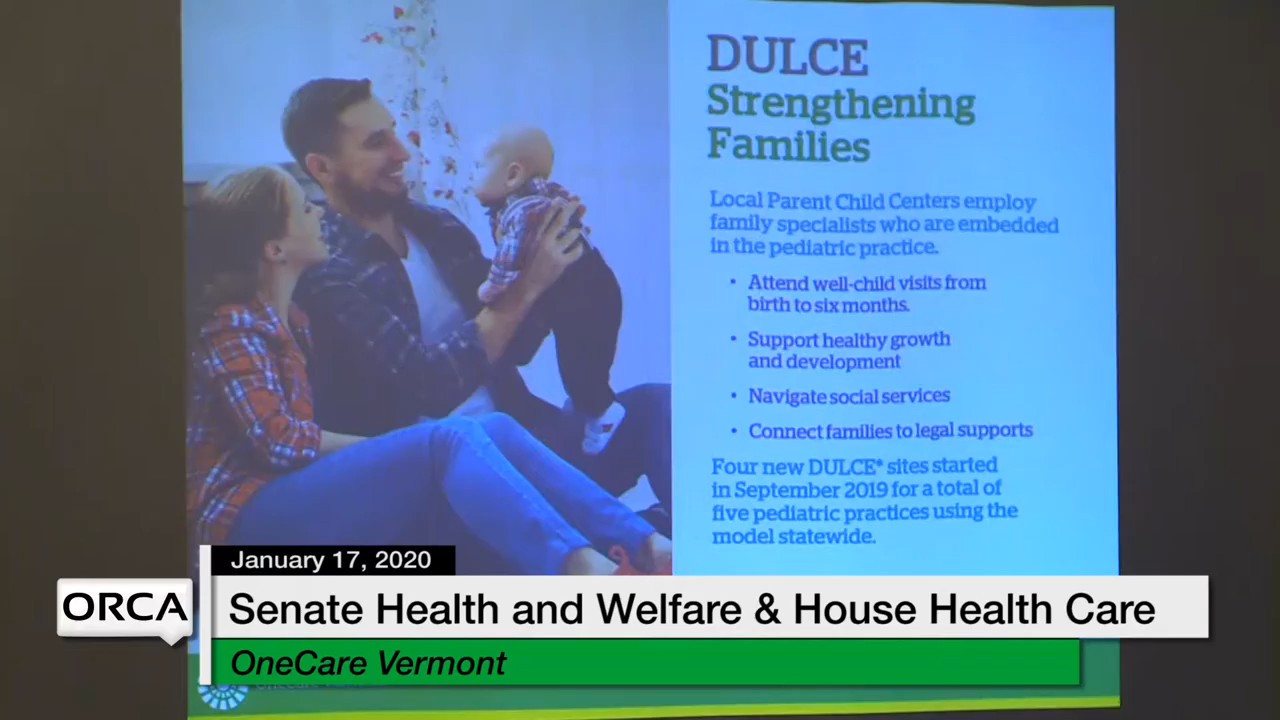 DULCE
Strengthening
Families
Local Parent Child Centers employ
family specialists who are embedded
in the pediatric practice.
• Attend well-child visits from
birth to six months.
• Support healthy growth
and development
• Navigate social services
• Connect families to legal supports
Four new DULCE* sites started
in September 2019 for a total of
five pediatric practices using the
model statewide.
January 17, 2020
ORCA
Senate Health and Welfare & House Health Care
OneCare Vermont